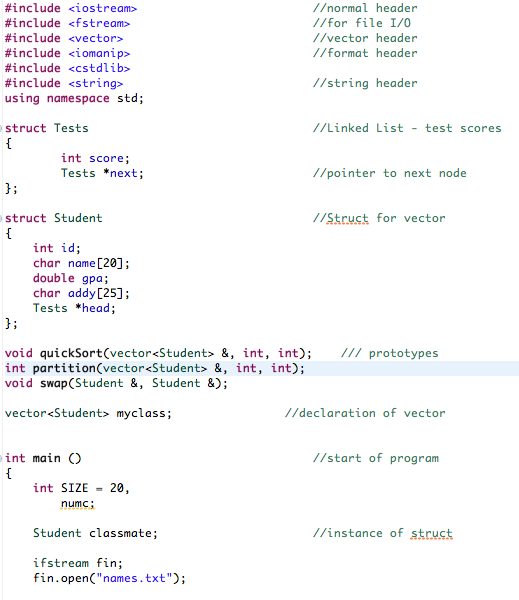 #include <iostream> //normal header
#include <fstream> //for file I/O
#include <vector> //vector header
#include <iomanip> //format header
#include <cstdlib>
#include <string> //string header
using namespace std;
struct Tests //Linked List - test scores
{
int score;
Tests *next; //pointer to next node
};
struct Student //Struct for vector
{
int id;
char name[20];
double gpa;
char addy[25];
Tests *head;
};
void quickSort(vector<Student> &, int, int); /// prototypes
int partition(vector<Student> &, int, int);
void swap(Student &, Student &);
vector<Student> myclass; //declaration of vector
int main () //start of program
{
int SIZE = 20,
numc;
Student classmate; //instance of struct
ifstream fin;
fin.open("names.txt");